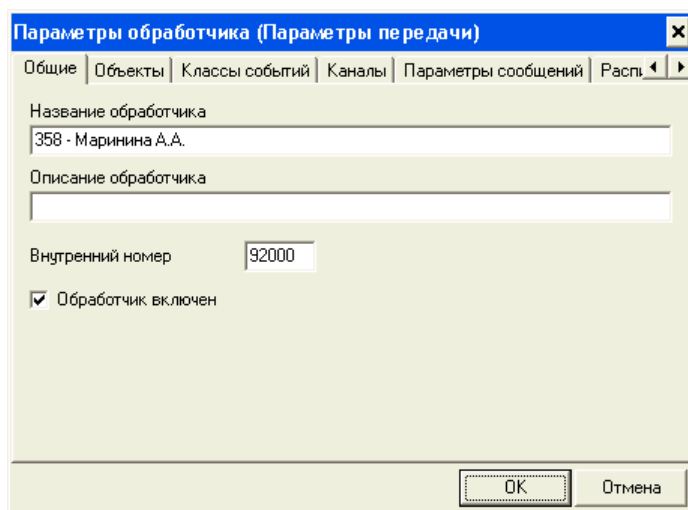 Параметры обработчика (Параметры передачи)
Общие Объекты Классы событий Каналы Параметры сообщений
Название обработчика
358 - Маринина А.А.
Описание обработчика
Внутренний номер 92000
Обработчик включен
OK Отмена